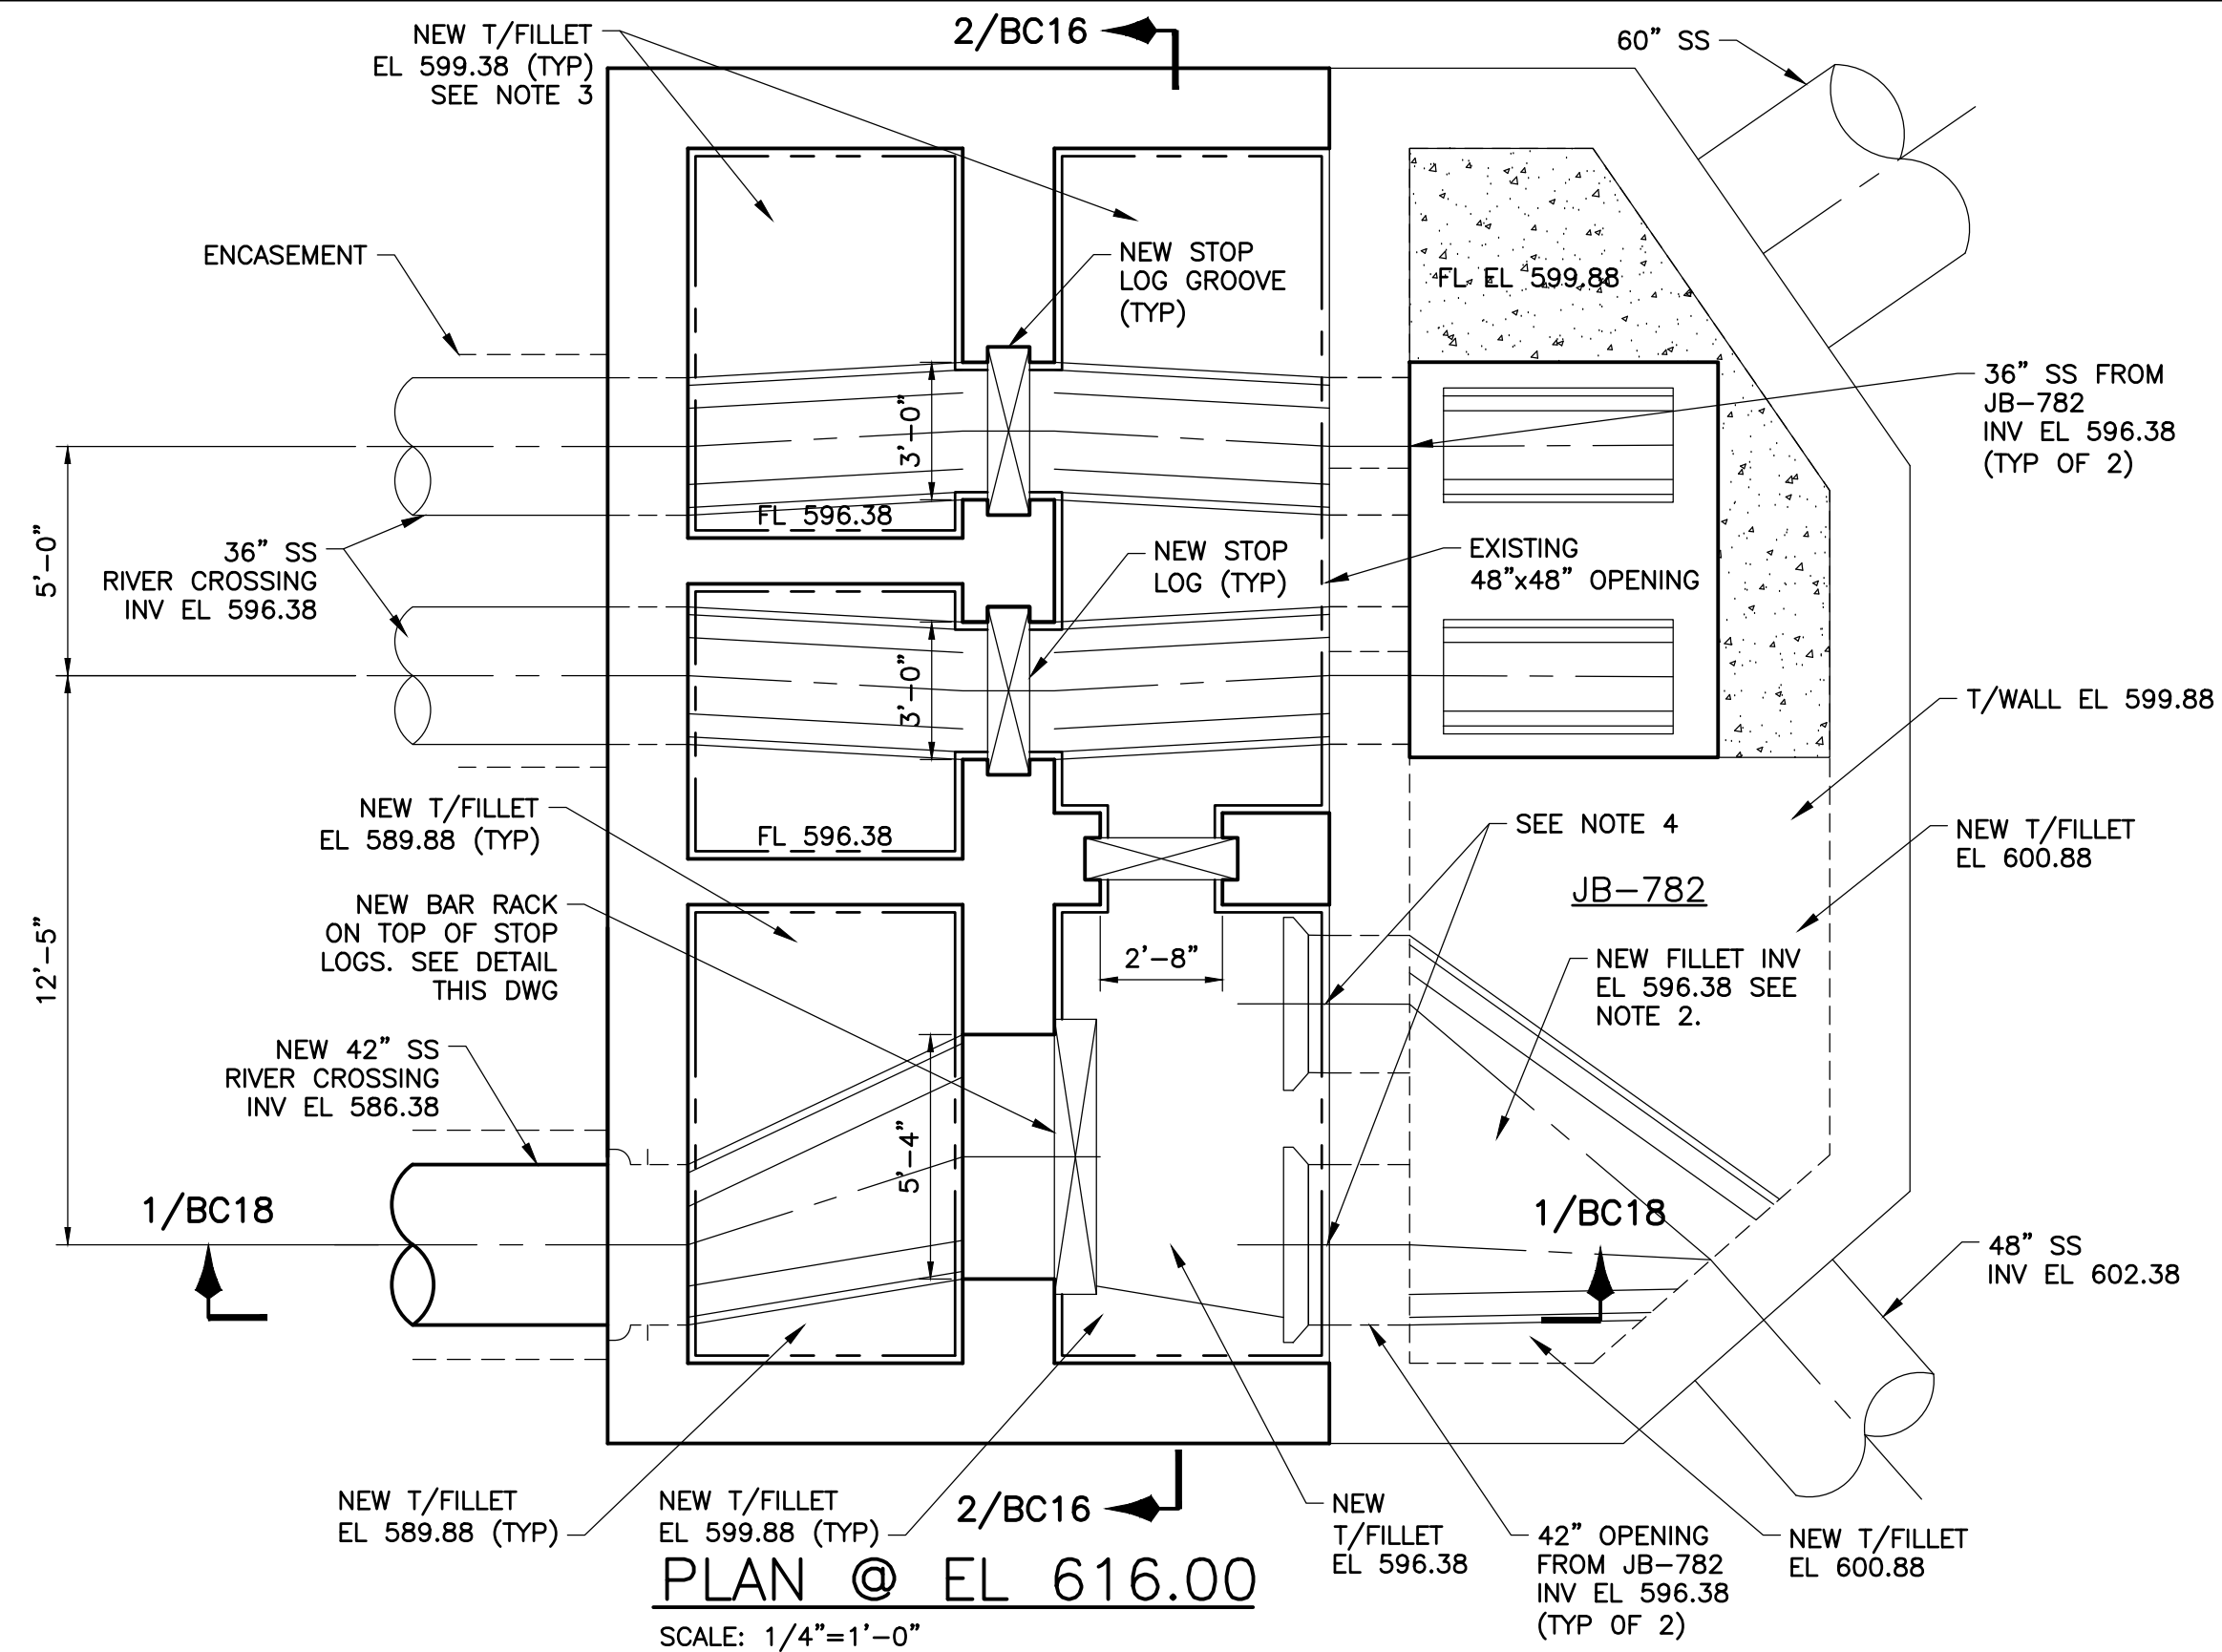 NEW T/FILLET
EL 599.38 (TYP)
SEE NOTE 3
2/BC16
60" SS
ENCASEMENT
NEW STOP
LOG GROOVE
(TYP)
FL EL 599.88
36" SS FROM
JB-782
INV EL 596.38
(TYP OF 2)
3'-0"
FL 596.38
5'-0"
36" SS
RIVER CROSSING
INV EL 596.38
NEW STOP
LOG (TYP)
EXISTING
48"x48" OPENING
3'-0"
T/WALL EL 599.88
NEW T/FILLET
EL 589.88 (TYP)
FL 596.38
SEE NOTE 4
NEW T/FILLET
EL 600.88
JB-782
NEW BAR RACK
ON TOP OF STOP
LOGS. SEE DETAIL
THIS DWG
12'-5"
2'-8"
NEW FILLET INV
EL 596.38 SEE
NOTE 2.
NEW 42" SS
RIVER CROSSING
INV EL 586.38
5'-4"
1/BC18
1/BC18
48" SS
INV EL 602.38
NEW T/FILLET
EL 589.88 (TYP)
NEW T/FILLET
EL 599.88 (TYP)
2/BC16
NEW
T/FILLET
EL 596.38
42" OPENING
FROM JB-782
INV EL 596.38
(TYP OF 2)
NEW T/FILLET
EL 600.88
PLAN @ EL 616.00
SCALE: 1/4"=1'-0"